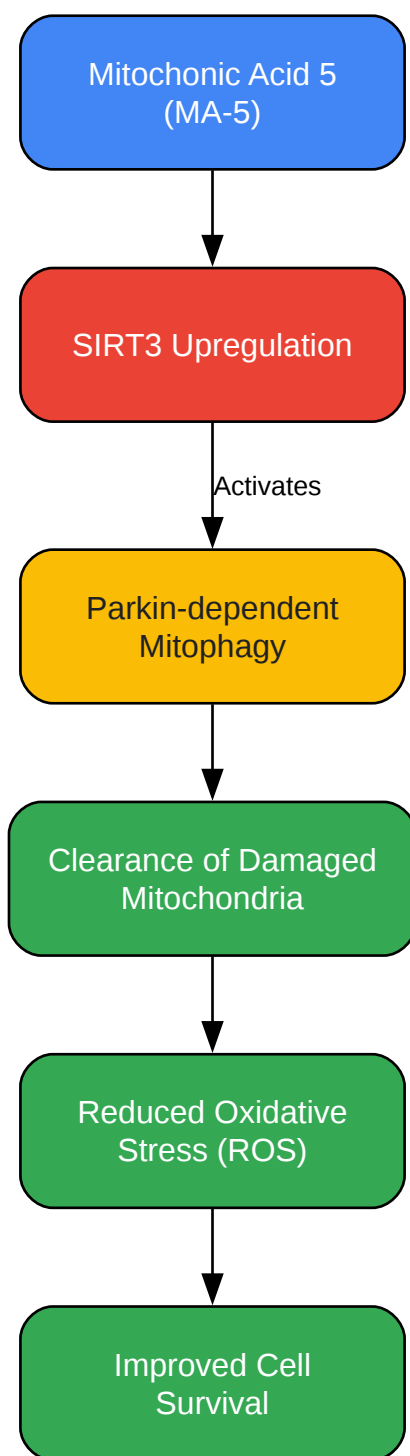 Mitochonic Acid 5
(MA-5)
SIRT3 Upregulation
Activates
Parkin-dependent
Mitophagy
Clearance of Damaged
Mitochondria
Reduced Oxidative
Stress (ROS)
Improved Cell
Survival